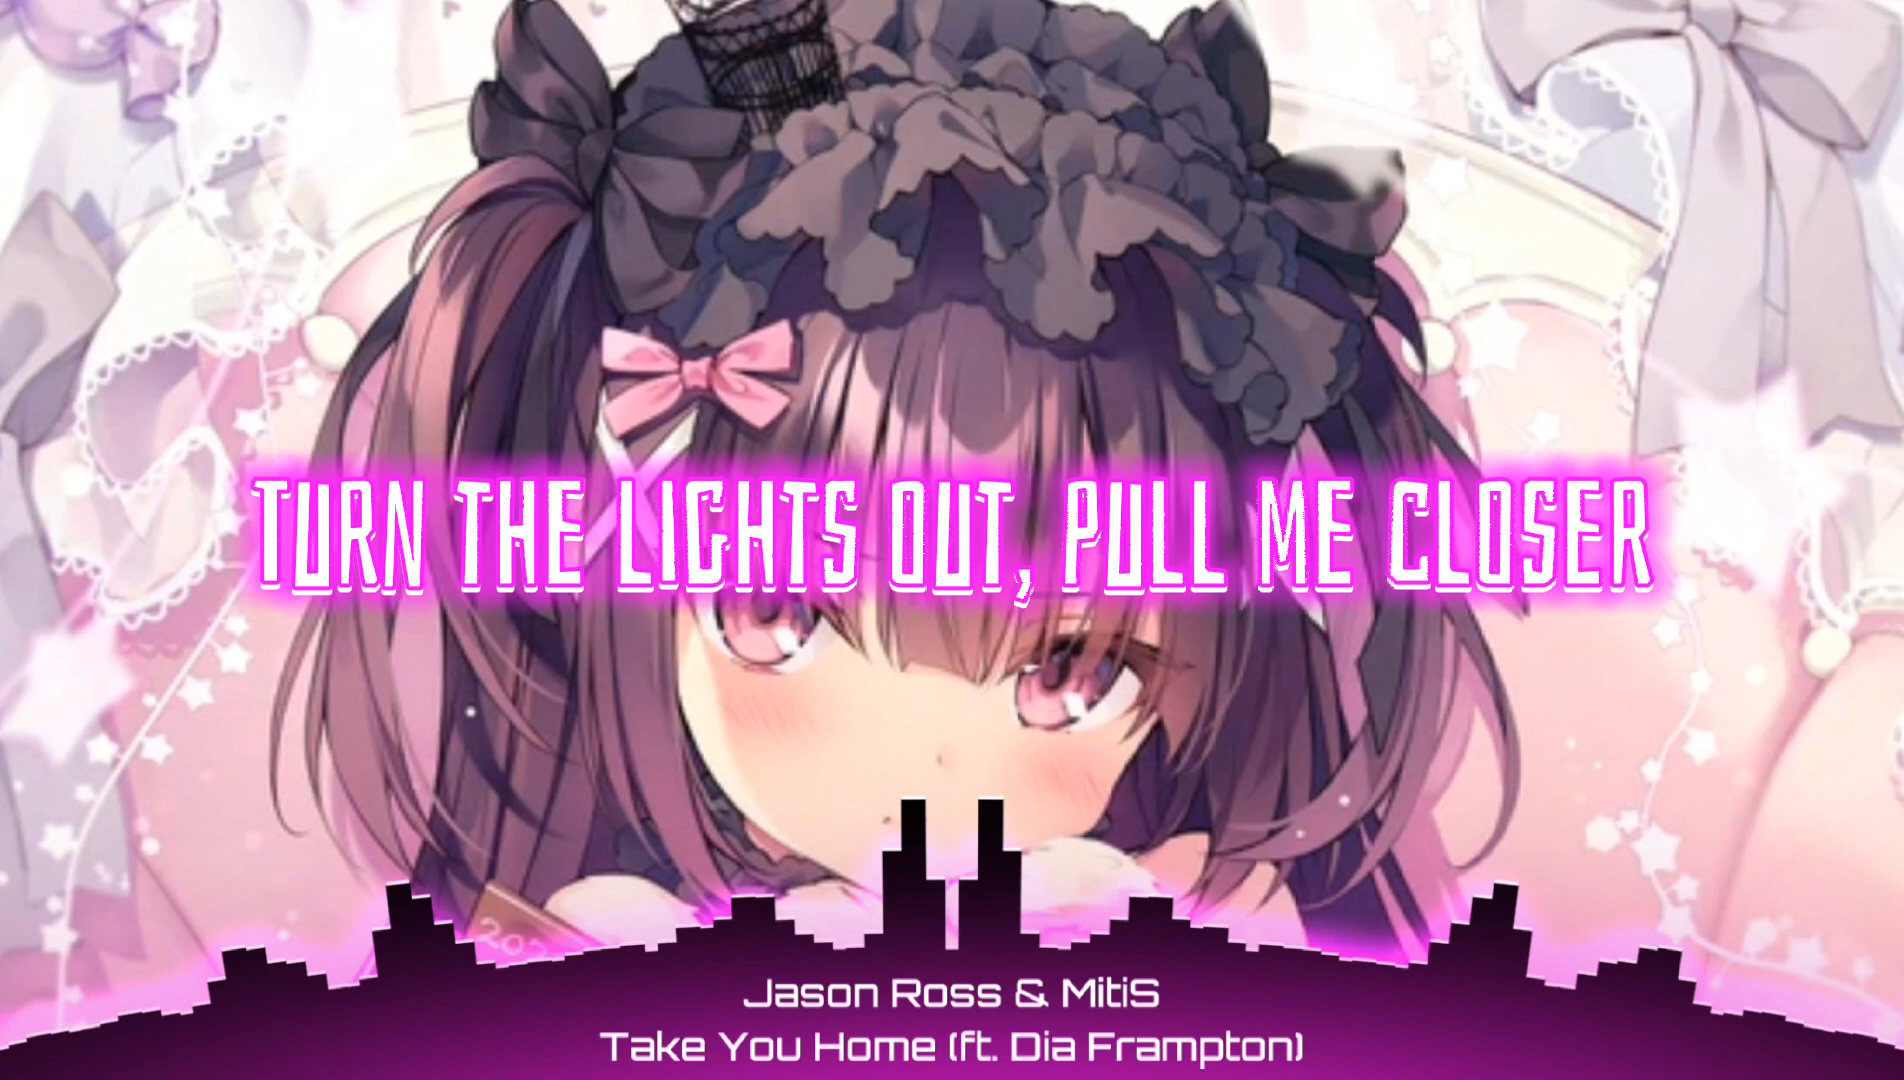 TURN THE LIGHTS OUT, PULL ME CLOSER
Jason Ross & MitiS
Take You Home (ft. Dia Frampton)